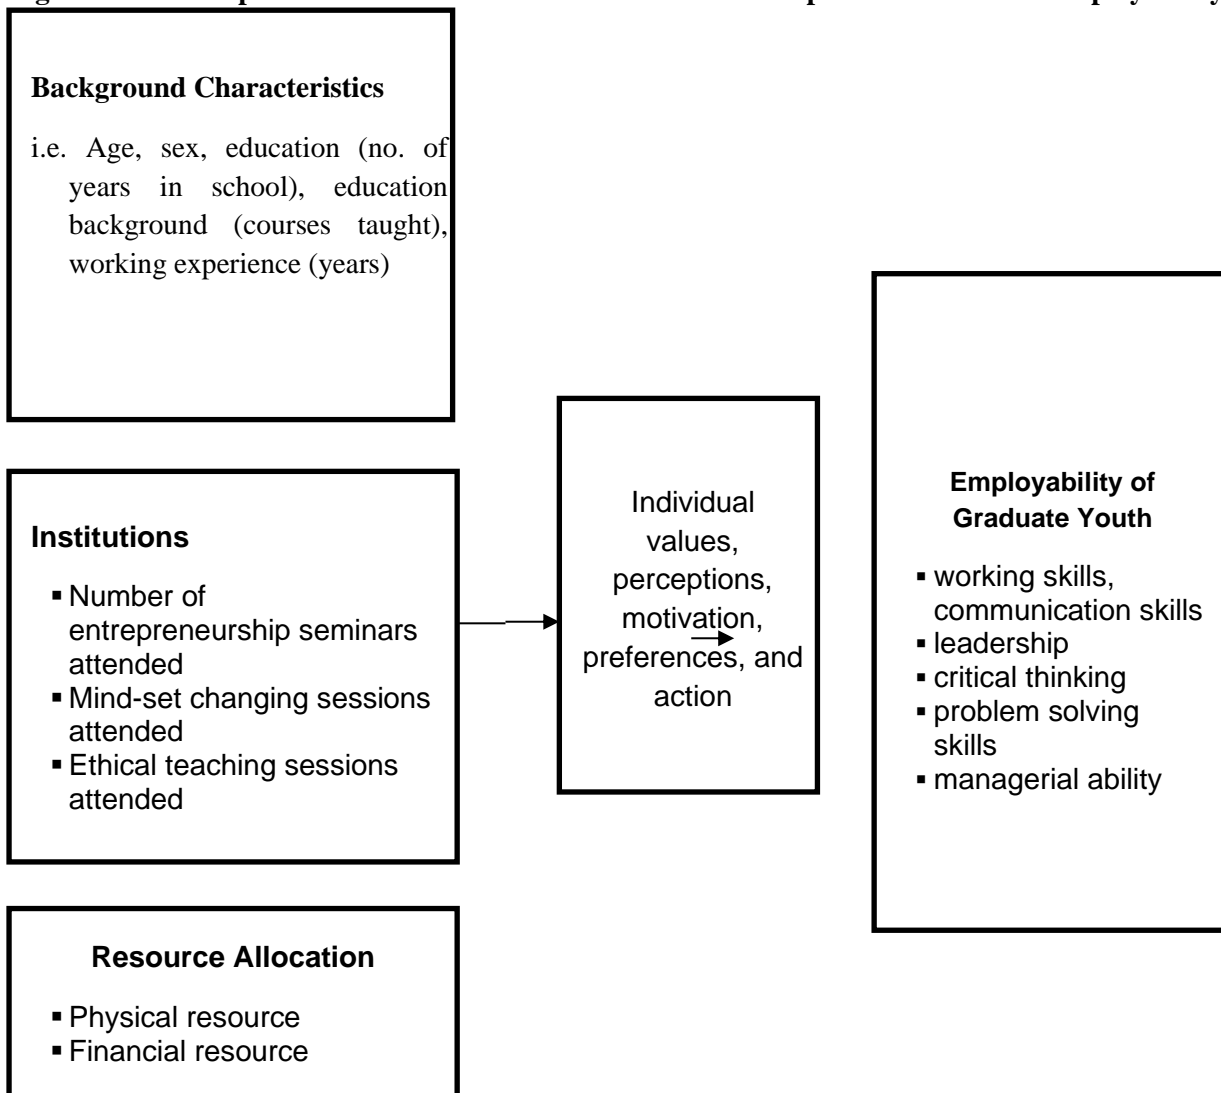 Background Characteristics
i.e. Age, sex, education (no. of
years in school), education
background (courses taught),
working experience (years)
Institutions
▪ Number of
entrepreneurship seminars
attended
▪ Mind-set changing sessions
attended
▪ Ethical teaching sessions
attended
Resource Allocation
▪ Physical resource
▪ Financial resource
Individual
values,
perceptions,
motivation,
preferences, and
action
Employability of
Graduate Youth
▪ working skills,
communication skills
▪ leadership
▪ critical thinking
▪ problem solving
skills
▪ managerial ability